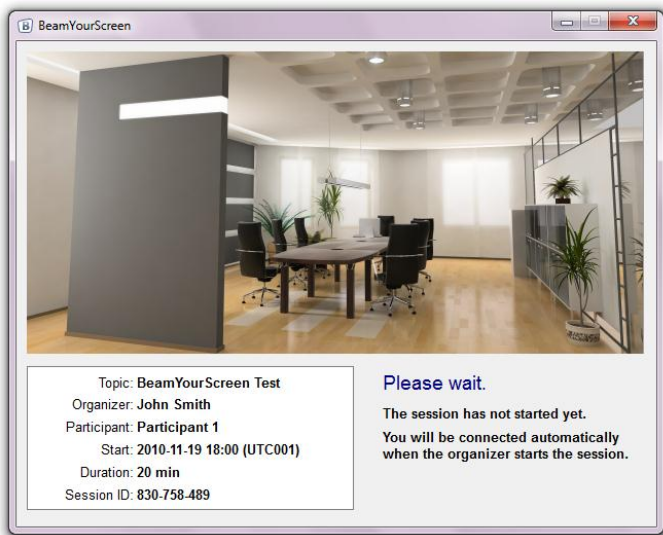 BeamYourScreen
Topic: BeamYourScreen Test
Organizer: John Smith
Participant: Participant 1
Start: 2010-11-19 18:00 (UTC001)
Duration: 20 min
Session ID: 830-758-489
Please wait.
The session has not started yet.
You will be connected automatically
when the organizer starts the session.